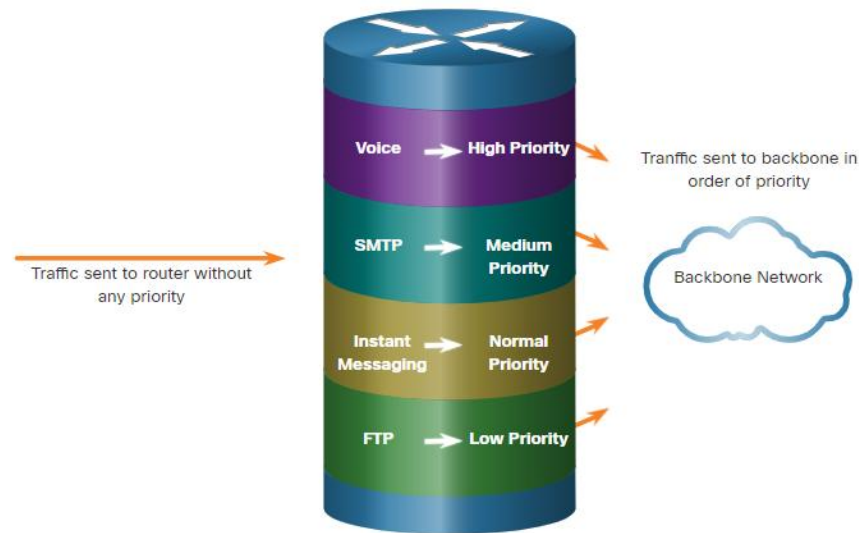 Voice
High Priority
Tranffic sent to backbone in
order of priority
SMTP
Medium
Priority
Traffic sent to router without
any priority
Backbone Network
Instant
Messaging
Normal
Priority
FTP
Low Priority